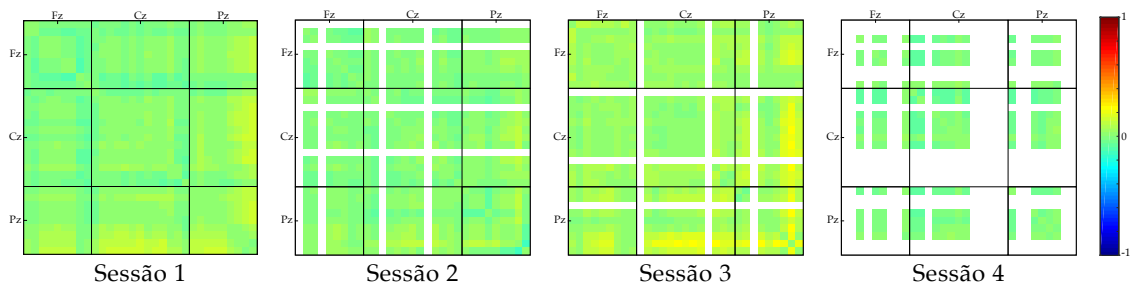 Fz Cz Pz Fz Cz Pz Fz Cz Pz Fz Cz Pz 1
Fz Fz Fz Fz
Cz Cz Cz Cz 0
Pz Pz Pz Pz
-1
Sessão 1 Sessão 2 Sessão 3 Sessão 4